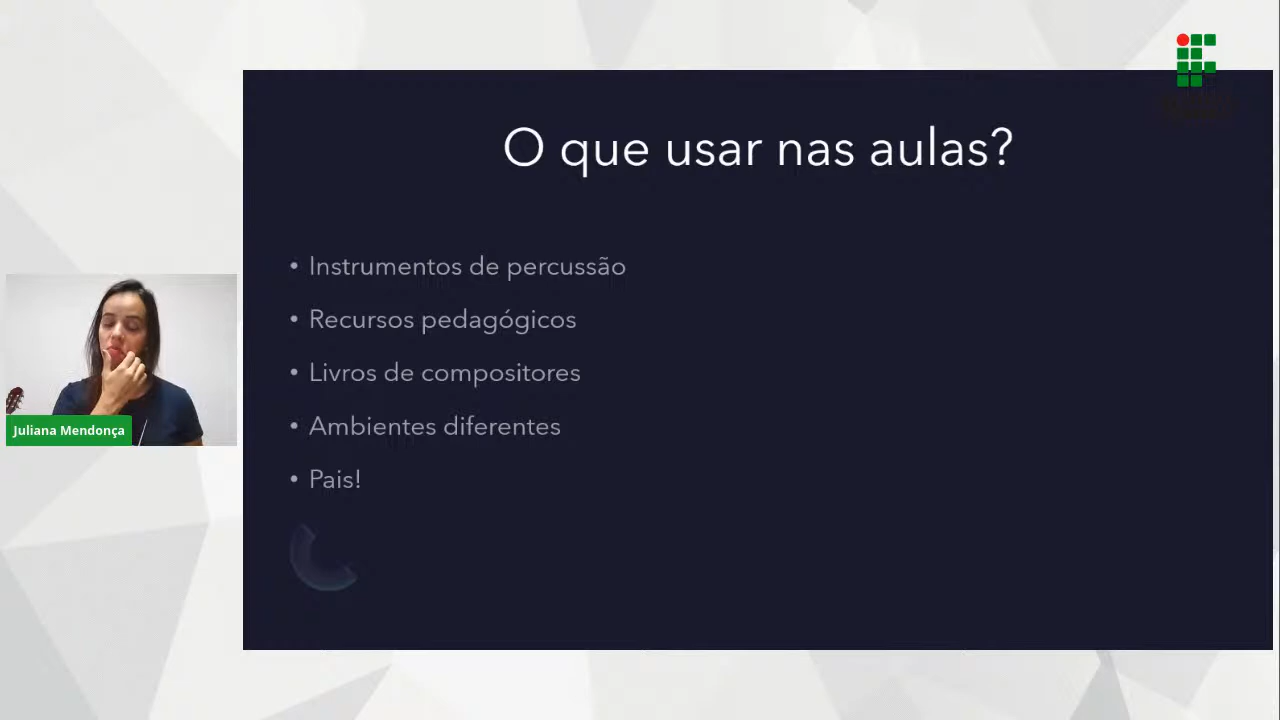 O que usar nas aulas?
• Instrumentos de percussão
• Recursos pedagógicos
• Livros de compositores
• Ambientes diferentes
• Pais!
Juliana Mendonça